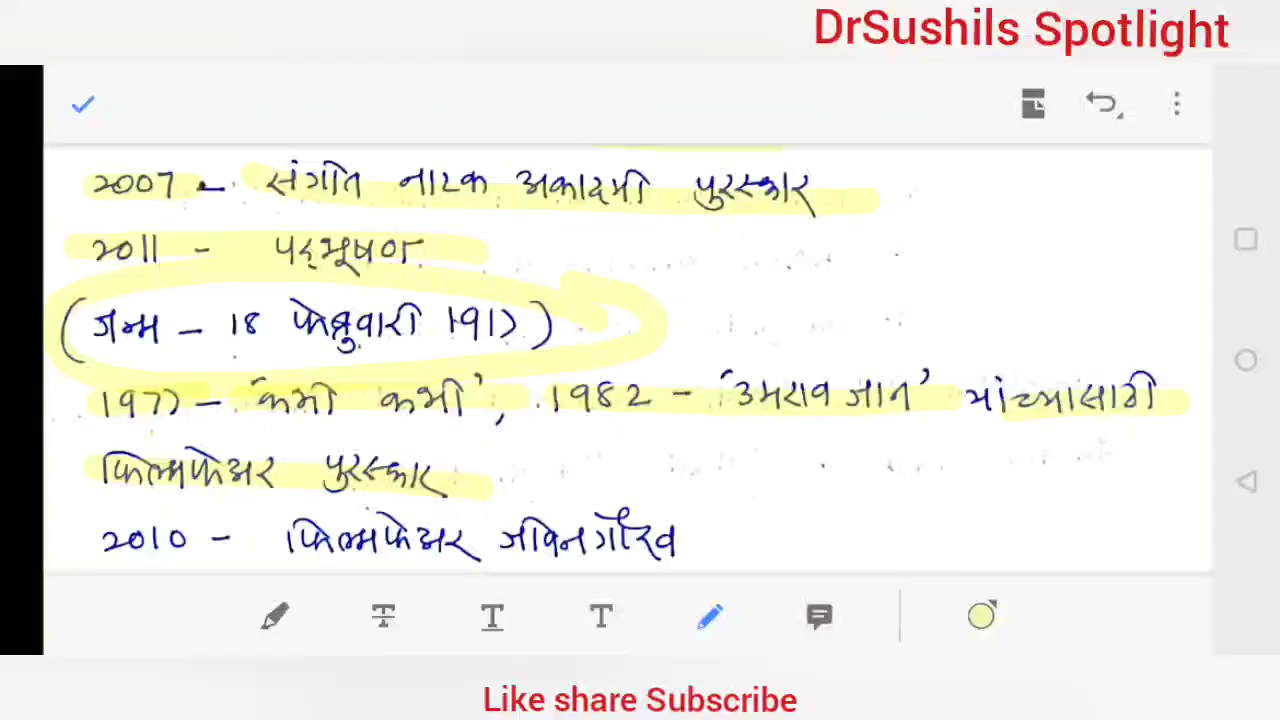 DrSushils Spotlight
2007 - संगीत नाटक अकादमी पुरस्कार
2011 - पद्मभूषण
(जन्म - 18 फेब्रुवारी 1917)
1977 - 'कभी कभी', 1982 - 'उमराव जान' यांच्यासाठी
फिल्मफेअर पुरस्कार
2010 - फिल्मफेअर जीवनगौरव
T T T
Like share Subscribe